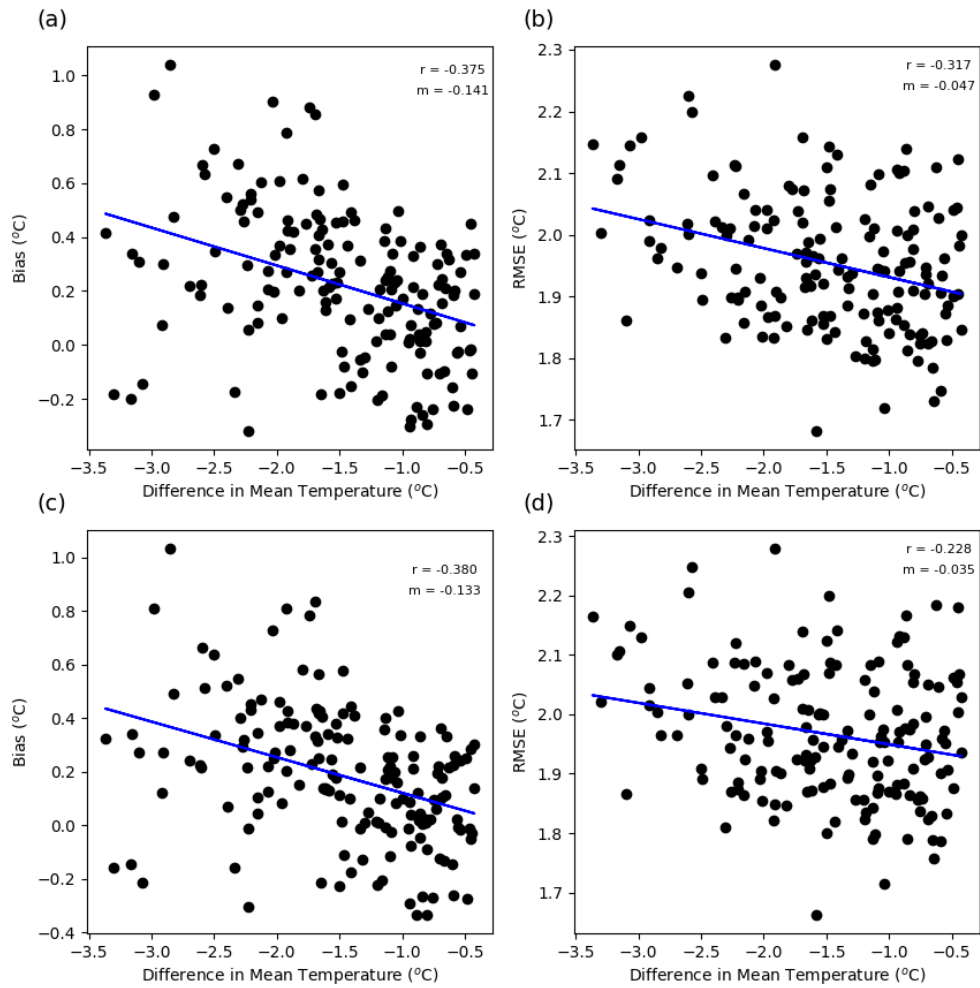 (a)
(b)
r = -0.375
m = -0.141
r = -0.317
m = -0.047
Bias (°C)
1.0
0.8
0.6
0.4
0.2
0.0
−0.2
RMSE (°C)
2.3
2.2
2.1
2.0
1.9
1.8
1.7
−3.5 −3.0 −2.5 −2.0 −1.5 −1.0 −0.5
Difference in Mean Temperature (°C)
−3.5 −3.0 −2.5 −2.0 −1.5 −1.0 −0.5
Difference in Mean Temperature (°C)
(c)
(d)
r = -0.380
m = -0.133
r = -0.228
m = -0.035
Bias (°C)
1.0
0.8
0.6
0.4
0.2
0.0
−0.2
−0.4
RMSE (°C)
2.3
2.2
2.1
2.0
1.9
1.8
1.7
−3.5 −3.0 −2.5 −2.0 −1.5 −1.0 −0.5
Difference in Mean Temperature (°C)
−3.5 −3.0 −2.5 −2.0 −1.5 −1.0 −0.5
Difference in Mean Temperature (°C)